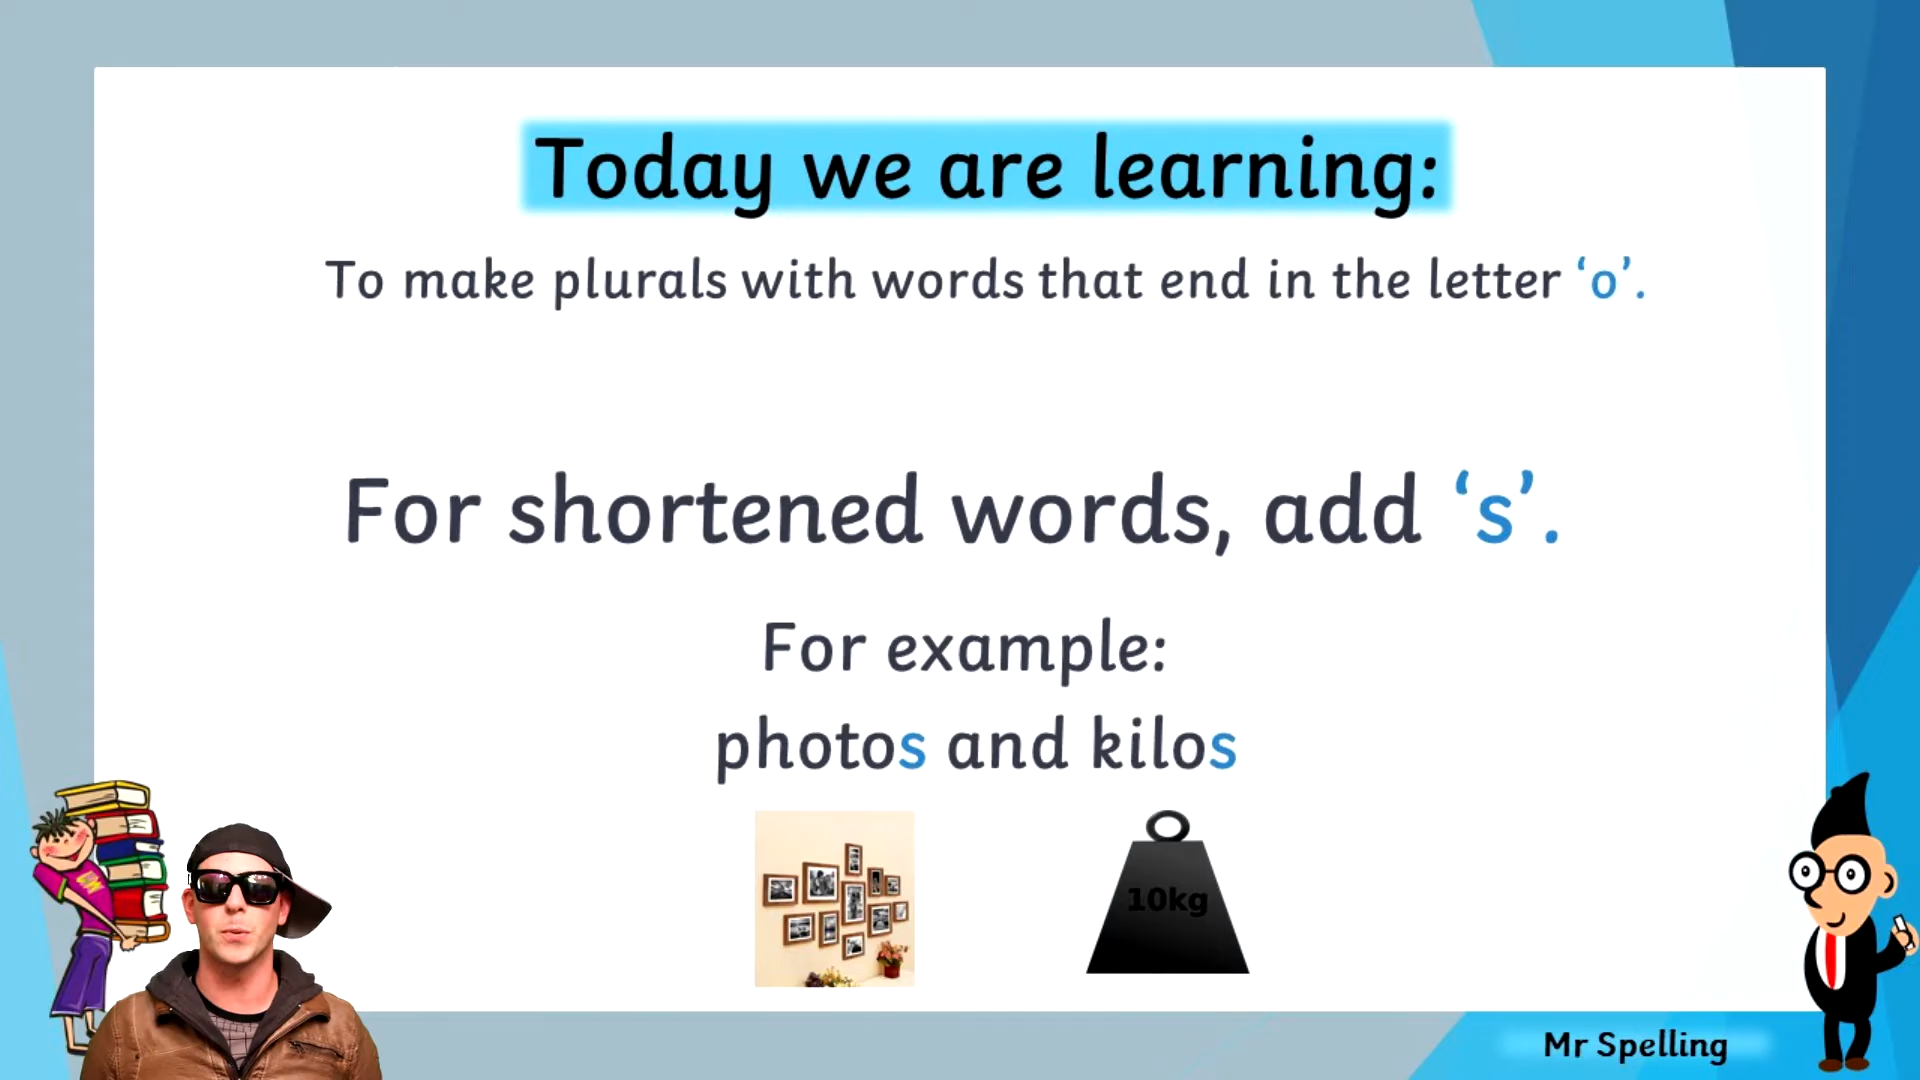 Today we are learning:
To make plurals with words that end in the letter ‘o’.
For shortened words, add ‘s’.
For example:
photos and kilos
10kg
Mr Spelling